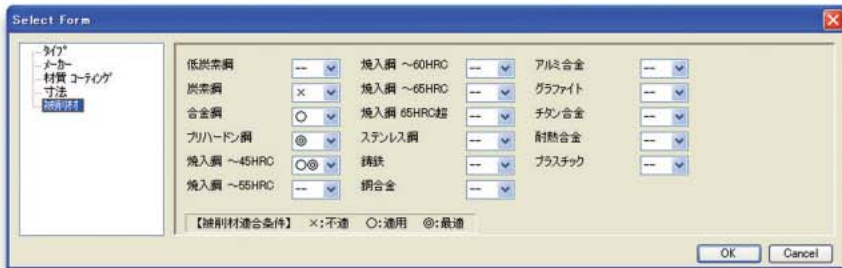 Select Form
ﾀｲﾌﾟ
ﾒｰｶｰ
材質 ｺｰﾃｨﾝｸﾞ
寸法
被削材
低炭素鋼 --
炭素鋼 ×
合金鋼 ○
プリハードン鋼 ◎
焼入鋼 ～45HRC ○◎
焼入鋼 ～55HRC --
焼入鋼 ～60HRC --
焼入鋼 ～65HRC --
焼入鋼 65HRC超 --
ステンレス鋼 --
鋳鉄 --
銅合金 --
アルミ合金 --
グラファイト --
チタン合金 --
耐熱合金 --
プラスチック --
【被削材適合条件】 ×:不適 ○:適用 ◎:最適
OK Cancel